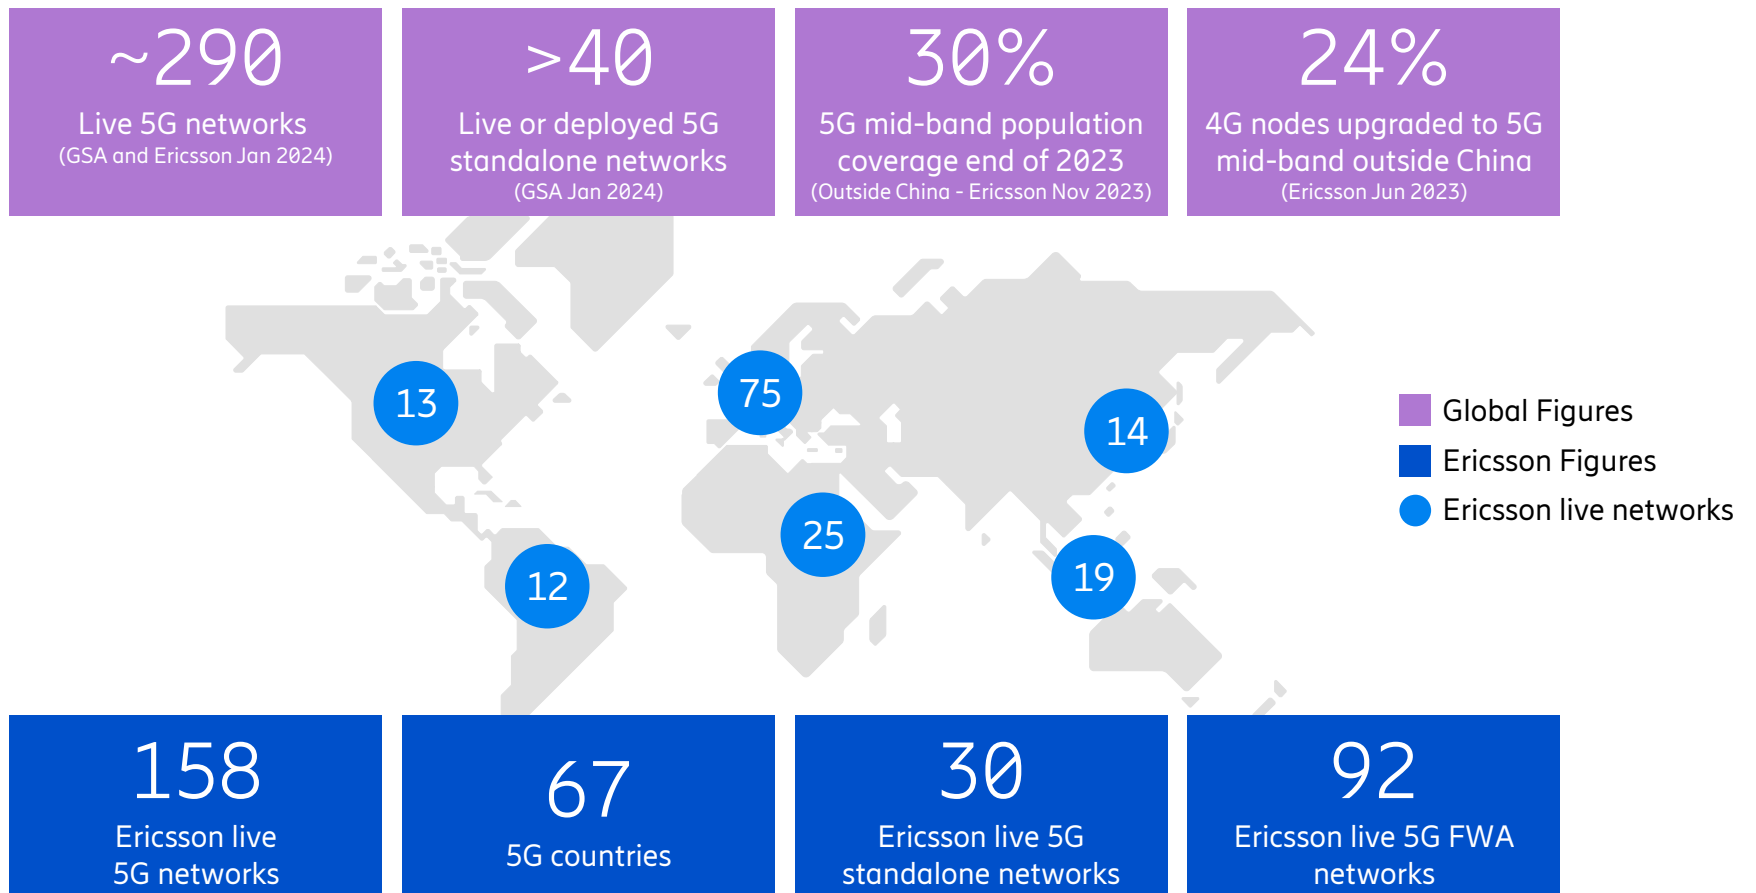 ~290
Live 5G networks
(GSA and Ericsson Jan 2024)
>40
Live or deployed 5G
standalone networks
(GSA Jan 2024)
30%
5G mid-band population
coverage end of 2023
(Outside China - Ericsson Nov 2023)
24%
4G nodes upgraded to 5G
mid-band outside China
(Ericsson Jun 2023)
13
75
14
25
12
19
Global Figures
Ericsson Figures
Ericsson live networks
158
Ericsson live
5G networks
67
5G countries
30
Ericsson live 5G
standalone networks
92
Ericsson live 5G FWA
networks